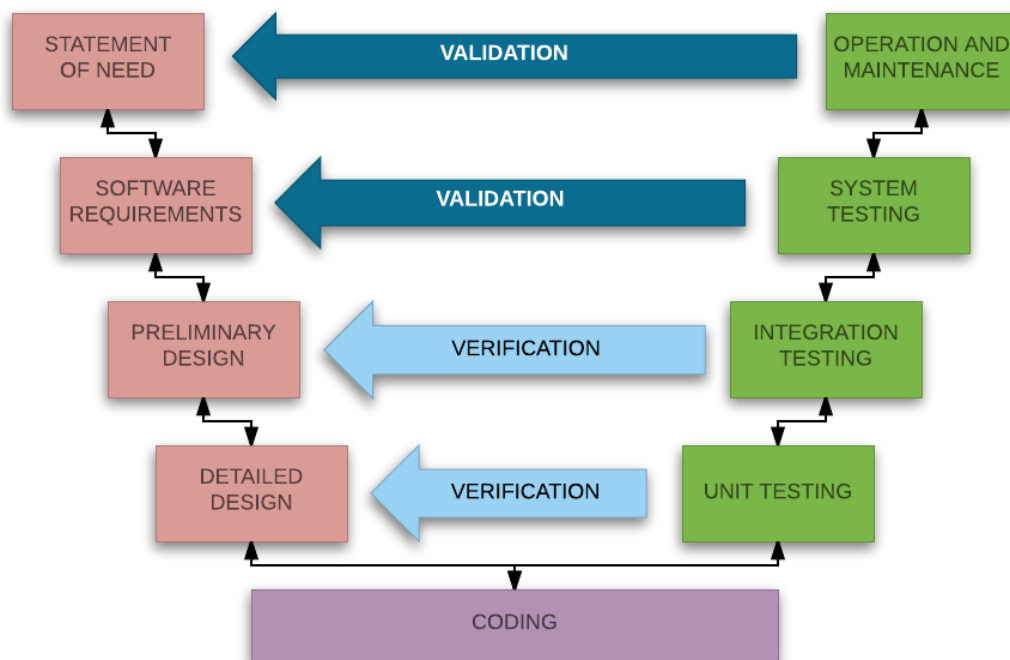 STATEMENT
OF NEED
VALIDATION
OPERATION AND
MAINTENANCE
SOFTWARE
REQUIREMENTS
VALIDATION
SYSTEM
TESTING
PRELIMINARY
DESIGN
VERIFICATION
INTEGRATION
TESTING
DETAILED
DESIGN
VERIFICATION
UNIT TESTING
CODING